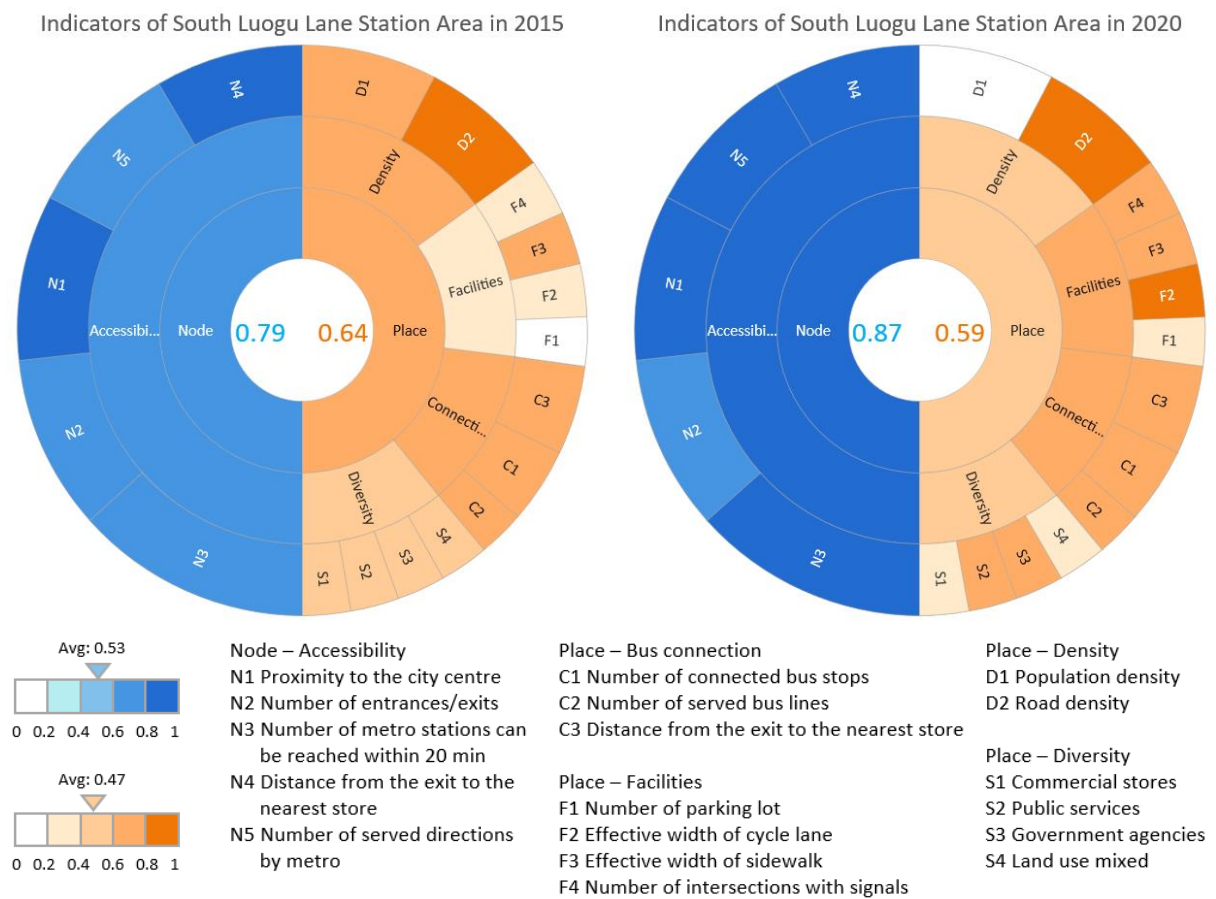 Indicators of South Luogu Lane Station Area in 2015
N4
D1
N5
D2
Density
F4
F3
N1
Facilities
F2
Accessibi...
Node
0.79
0.64
Place
F1
C3
Connecti...
N2
C1
Diversity
C2
N3
S4
S3
S2
S1
Indicators of South Luogu Lane Station Area in 2020
N4
D1
N5
D2
Density
F4
F3
N1
Facilities
F2
Accessibi...
Node
0.87
0.59
Place
F1
C3
Connecti...
N2
C1
Diversity
C2
N3
S4
S3
S2
S1
Avg: 0.53
0 0.2 0.4 0.6 0.8 1
Avg: 0.47
0 0.2 0.4 0.6 0.8 1
Node – Accessibility
N1 Proximity to the city centre
N2 Number of entrances/exits
N3 Number of metro stations can
be reached within 20 min
N4 Distance from the exit to the
nearest store
N5 Number of served directions
by metro
Place – Bus connection
C1 Number of connected bus stops
C2 Number of served bus lines
C3 Distance from the exit to the nearest store
Place – Facilities
F1 Number of parking lot
F2 Effective width of cycle lane
F3 Effective width of sidewalk
F4 Number of intersections with signals
Place – Density
D1 Population density
D2 Road density
Place – Diversity
S1 Commercial stores
S2 Public services
S3 Government agencies
S4 Land use mixed